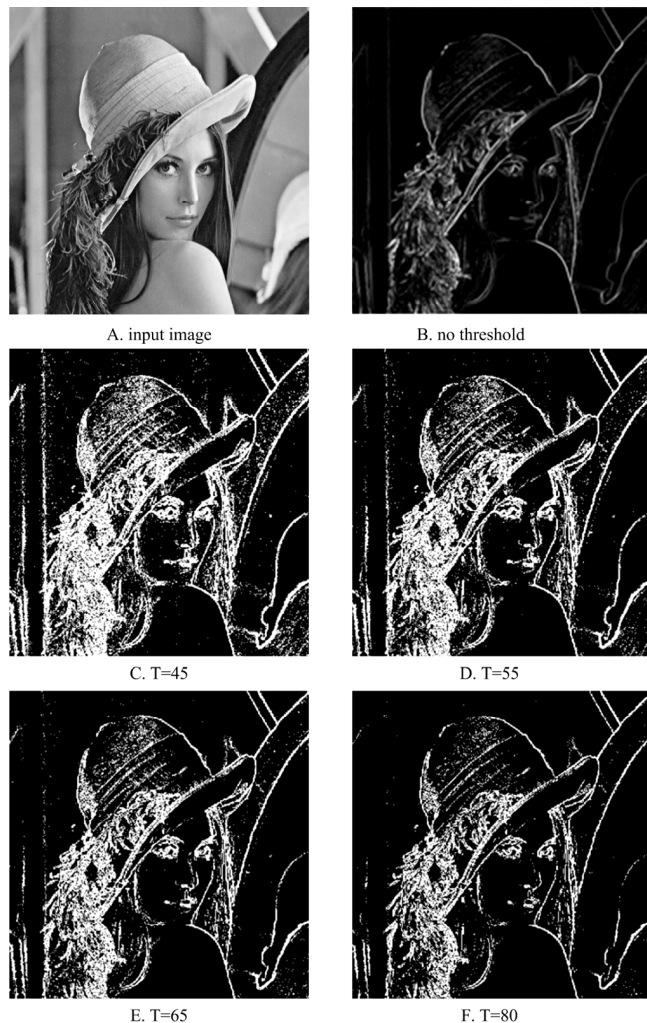 A. input image
B. no threshold
C. T=45
D. T=55
E. T=65
F. T=80